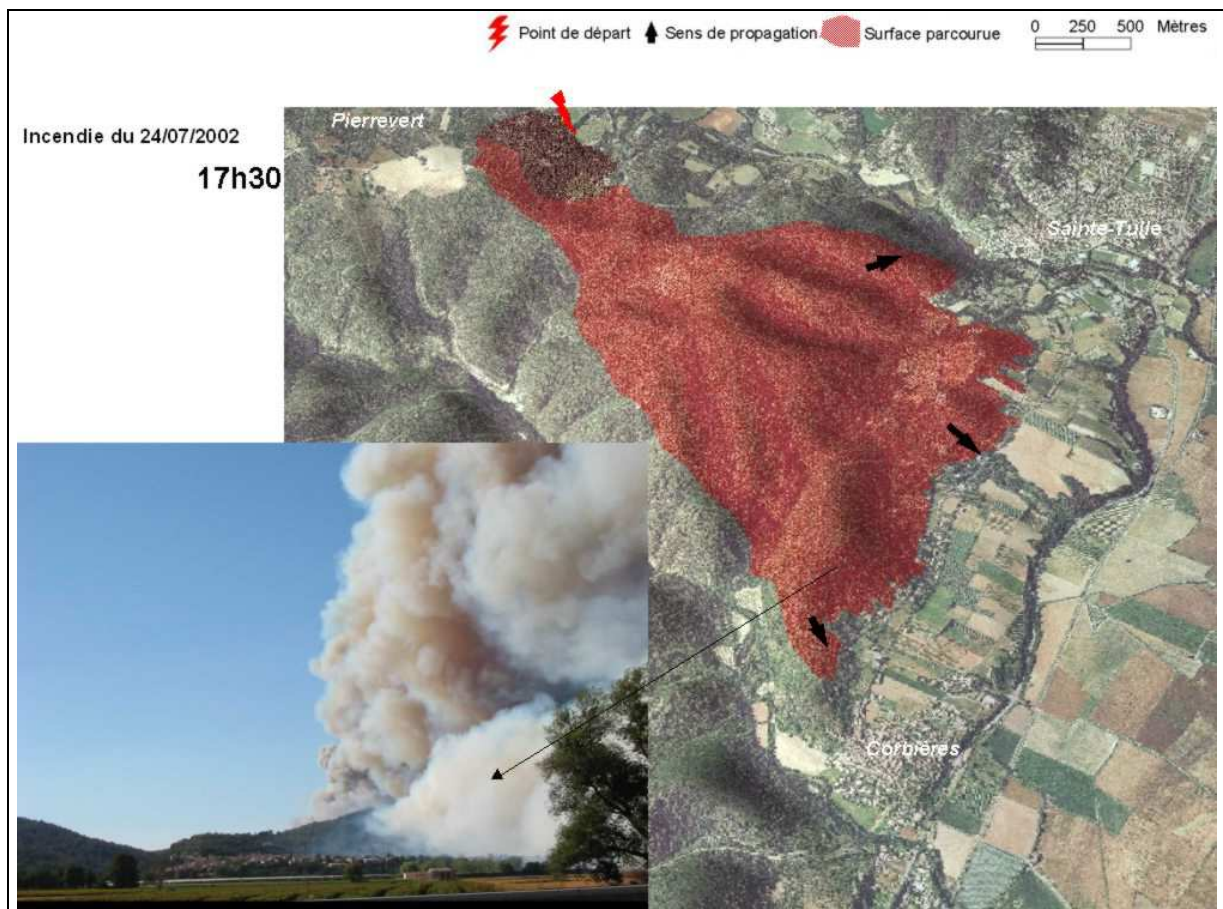 Point de départ Sens de propagation Surface parcourue 0 250 500 Mètres
Pierrevert
Incendie du 24/07/2002
17h30
Sainte-Tulle
Corbières